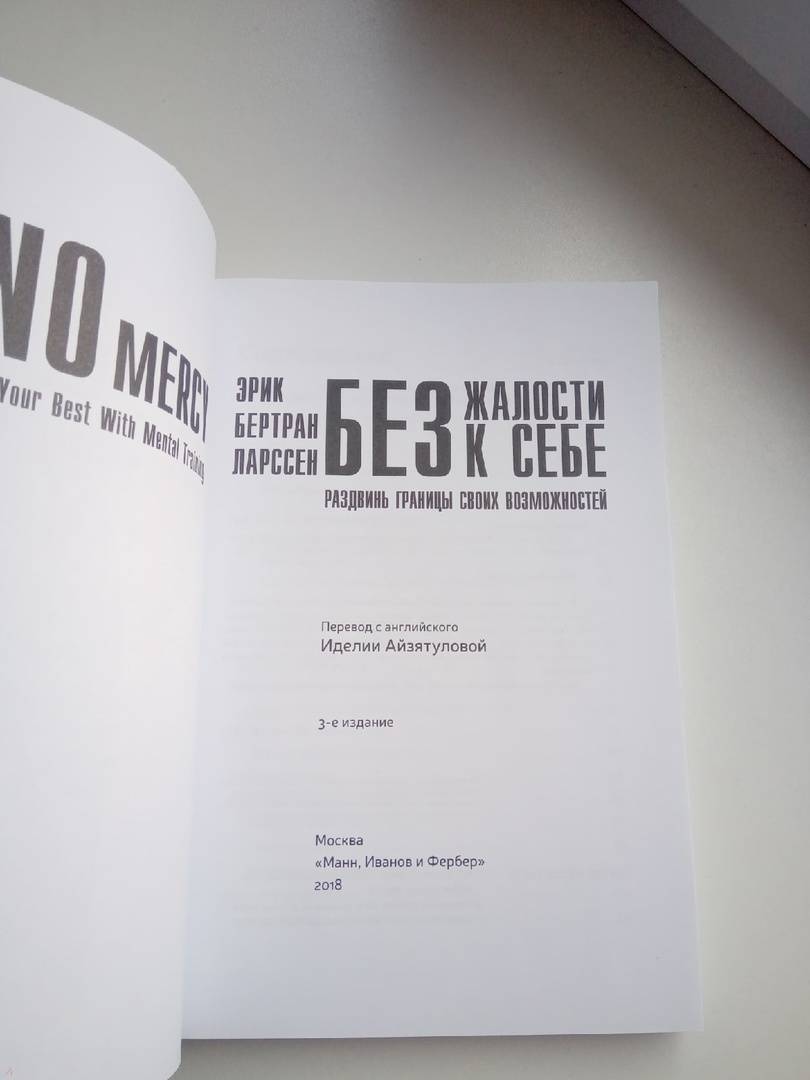 NO MERCY
Your Best With Mental Training
ЭРИК
БЕРТРАН
ЛАРССЕН
БЕЗ ЖАЛОСТИ
К СЕБЕ
РАЗДВИНЬ ГРАНИЦЫ СВОИХ ВОЗМОЖНОСТЕЙ
Перевод с английского
Иделии Айзятуловой
3-е издание
Москва
«Манн, Иванов и Фербер»
2018